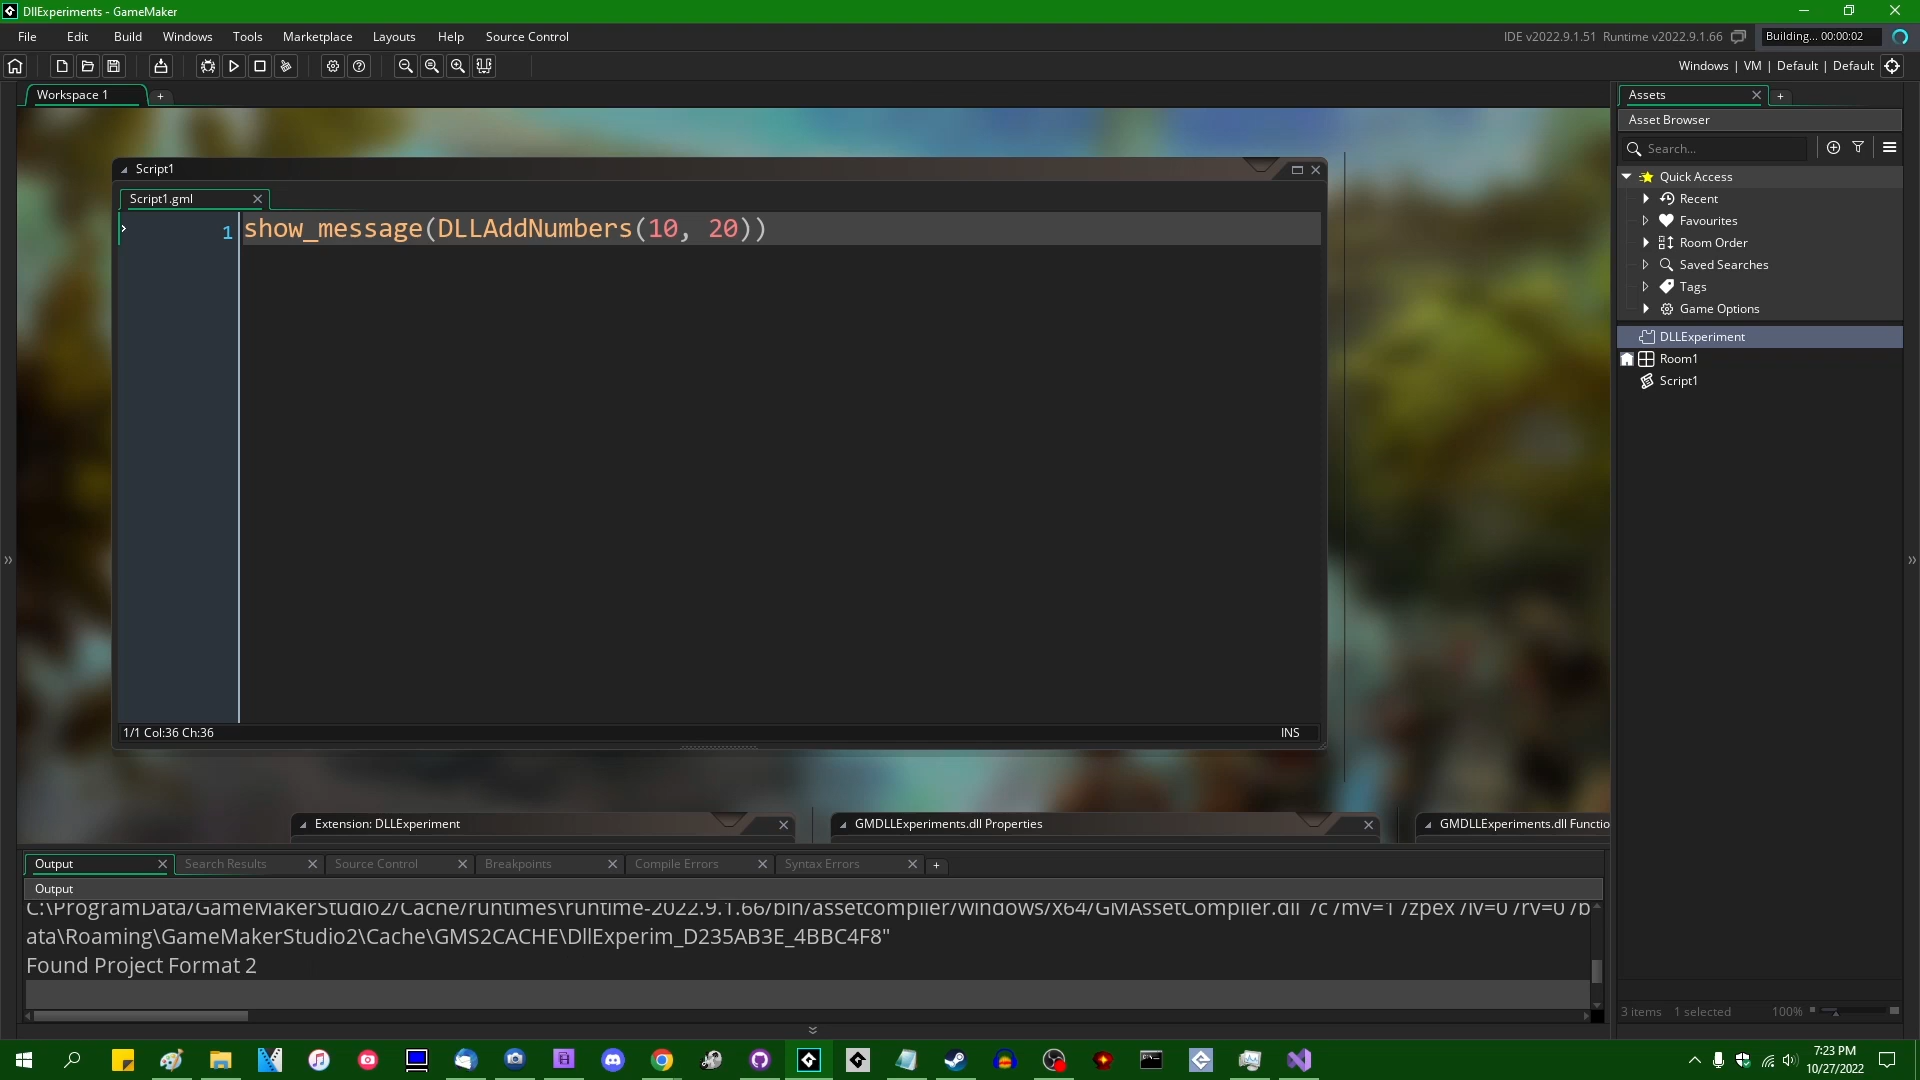 DllExperiments - GameMaker
File Edit Build Windows Tools Marketplace Layouts Help Source Control
IDE v2022.9.1.51 Runtime v2022.9.1.66
Building... 00:00:02
Windows | VM | Default | Default
Workspace 1
+
Script1
Script1.gml
1 show_message(DLLAddNumbers(10, 20))
1/1 Col:36 Ch:36
INS
Assets
+
Asset Browser
Search...
Quick Access
Recent
Favourites
Room Order
Saved Searches
Tags
Game Options
DLLExperiment
Room1
Script1
3 items 1 selected 100%
Extension: DLLExperiment
GMDLLExperiments.dll Properties
GMDLLExperiments.dll Functio
Output
Search Results
Source Control
Breakpoints
Compile Errors
Syntax Errors
+
Output
C:\ProgramData/GameMakerStudio2/Cache/runtimes\runtime-2022.9.1.66/bin/assetcompiler/windows/x64/GMAssetCompiler.dll /c /mv=1 /zpex /iv=0 /rv=0 /b
ata\Roaming\GameMakerStudio2\Cache\GMS2CACHE\DllExperim_D235AB3E_4BBC4F8"
Found Project Format 2
7:23 PM
10/27/2022